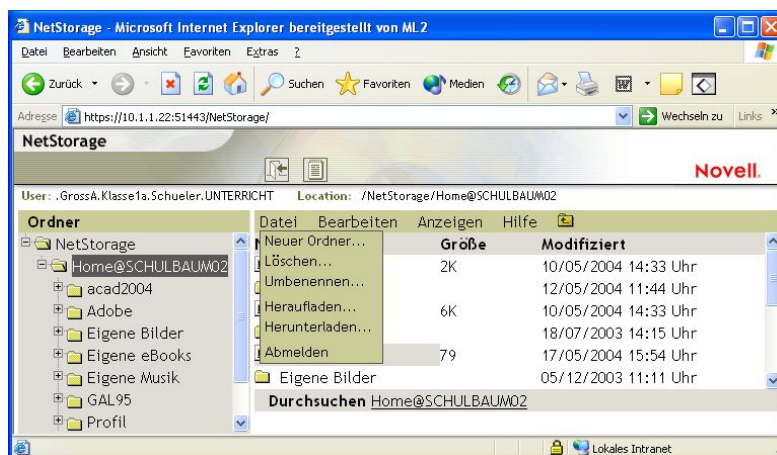 NetStorage - Microsoft Internet Explorer bereitgestellt von ML2
Datei Bearbeiten Ansicht Favoriten Extras ?
Zurück Suchen Favoriten Medien
Adresse https://10.1.1.22:51443/NetStorage/ Wechseln zu Links »
NetStorage
Novell.
User: .GrossA.Klasse1a.Schueler.UNTERRICHT Location: /NetStorage/Home@SCHULBAUM02
Ordner Datei Bearbeiten Anzeigen Hilfe
NetStorage Neuer Ordner... Größe Modifiziert
Home@SCHULBAUM02 Löschen... 2K 10/05/2004 14:33 Uhr
acad2004 Umbenennen... 12/05/2004 11:44 Uhr
Adobe Heraufladen... 6K 10/05/2004 14:33 Uhr
Eigene Bilder Herunterladen... 18/07/2003 14:15 Uhr
Eigene eBooks Abmelden 79 17/05/2004 15:54 Uhr
Eigene Musik Eigene Bilder 05/12/2003 11:11 Uhr
GAL95 Durchsuchen Home@SCHULBAUM02
Profil
Lokales Intranet